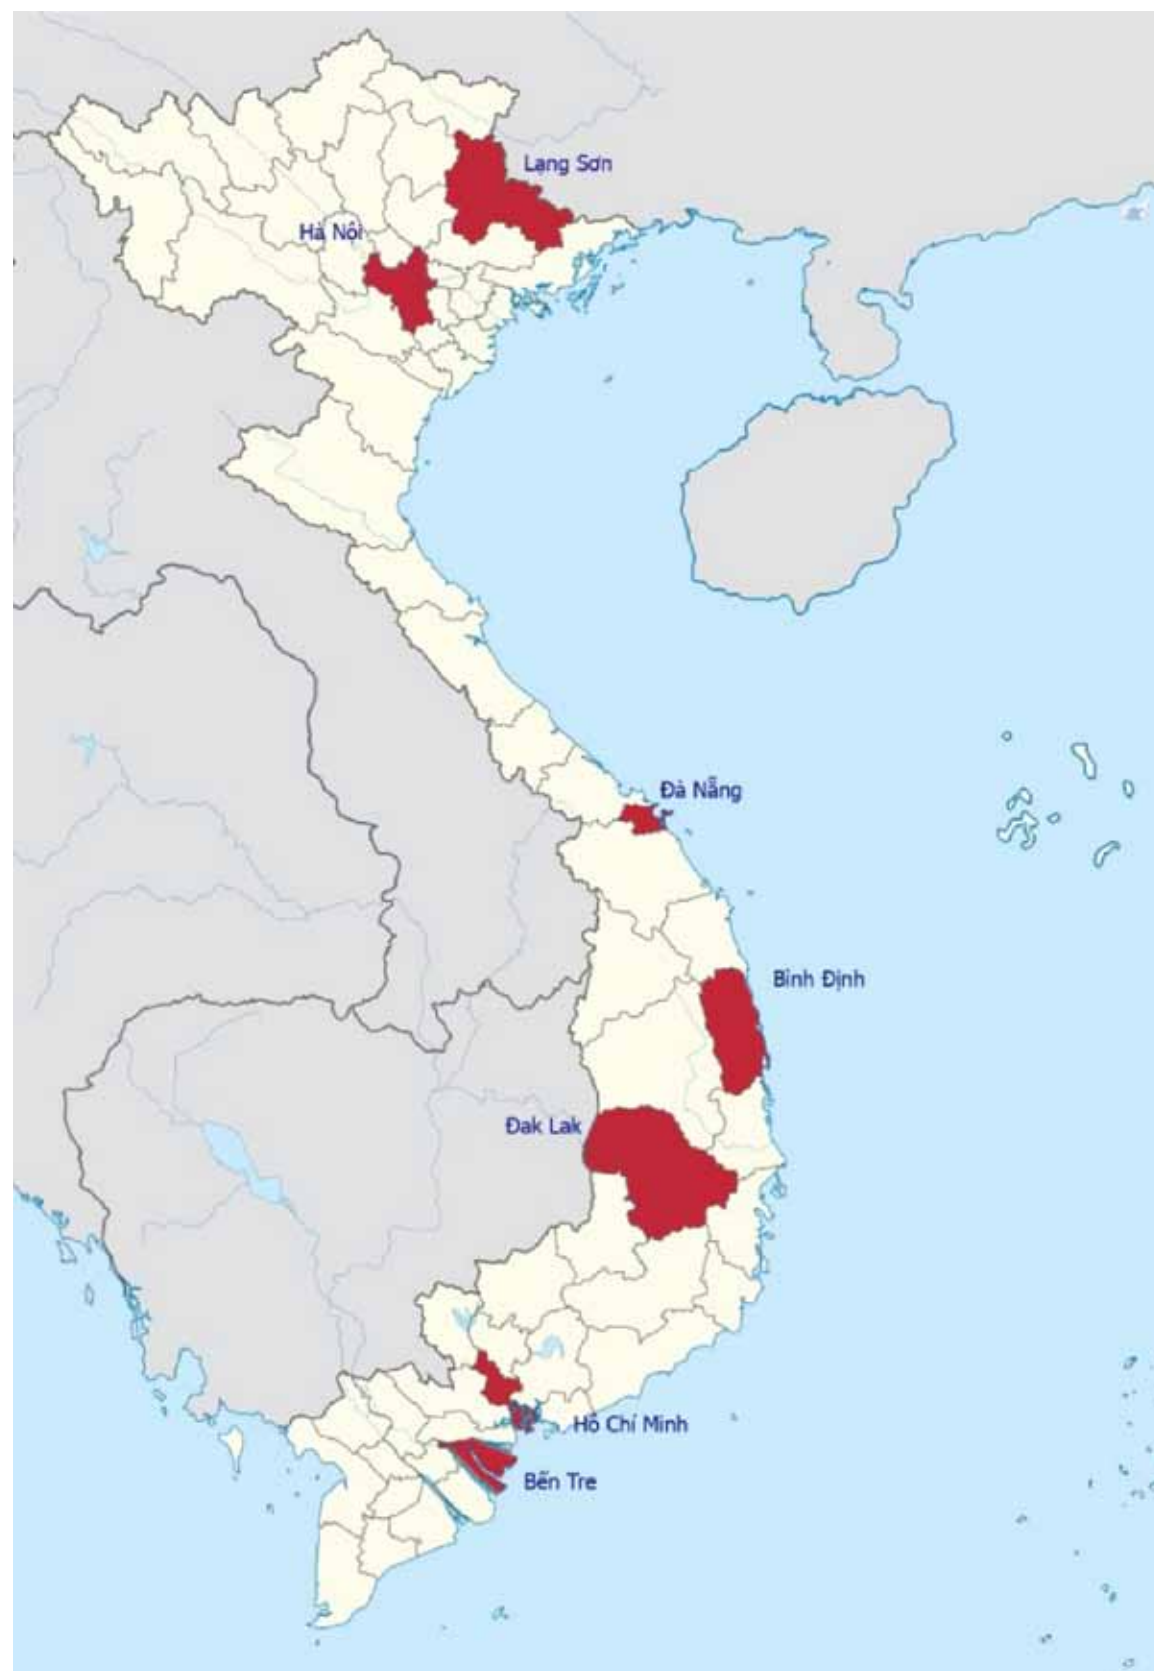 Lạng Sơn
Hà Nội
Đà Nẵng
Bình Định
Đak Lak
Hồ Chí Minh
Bến Tre